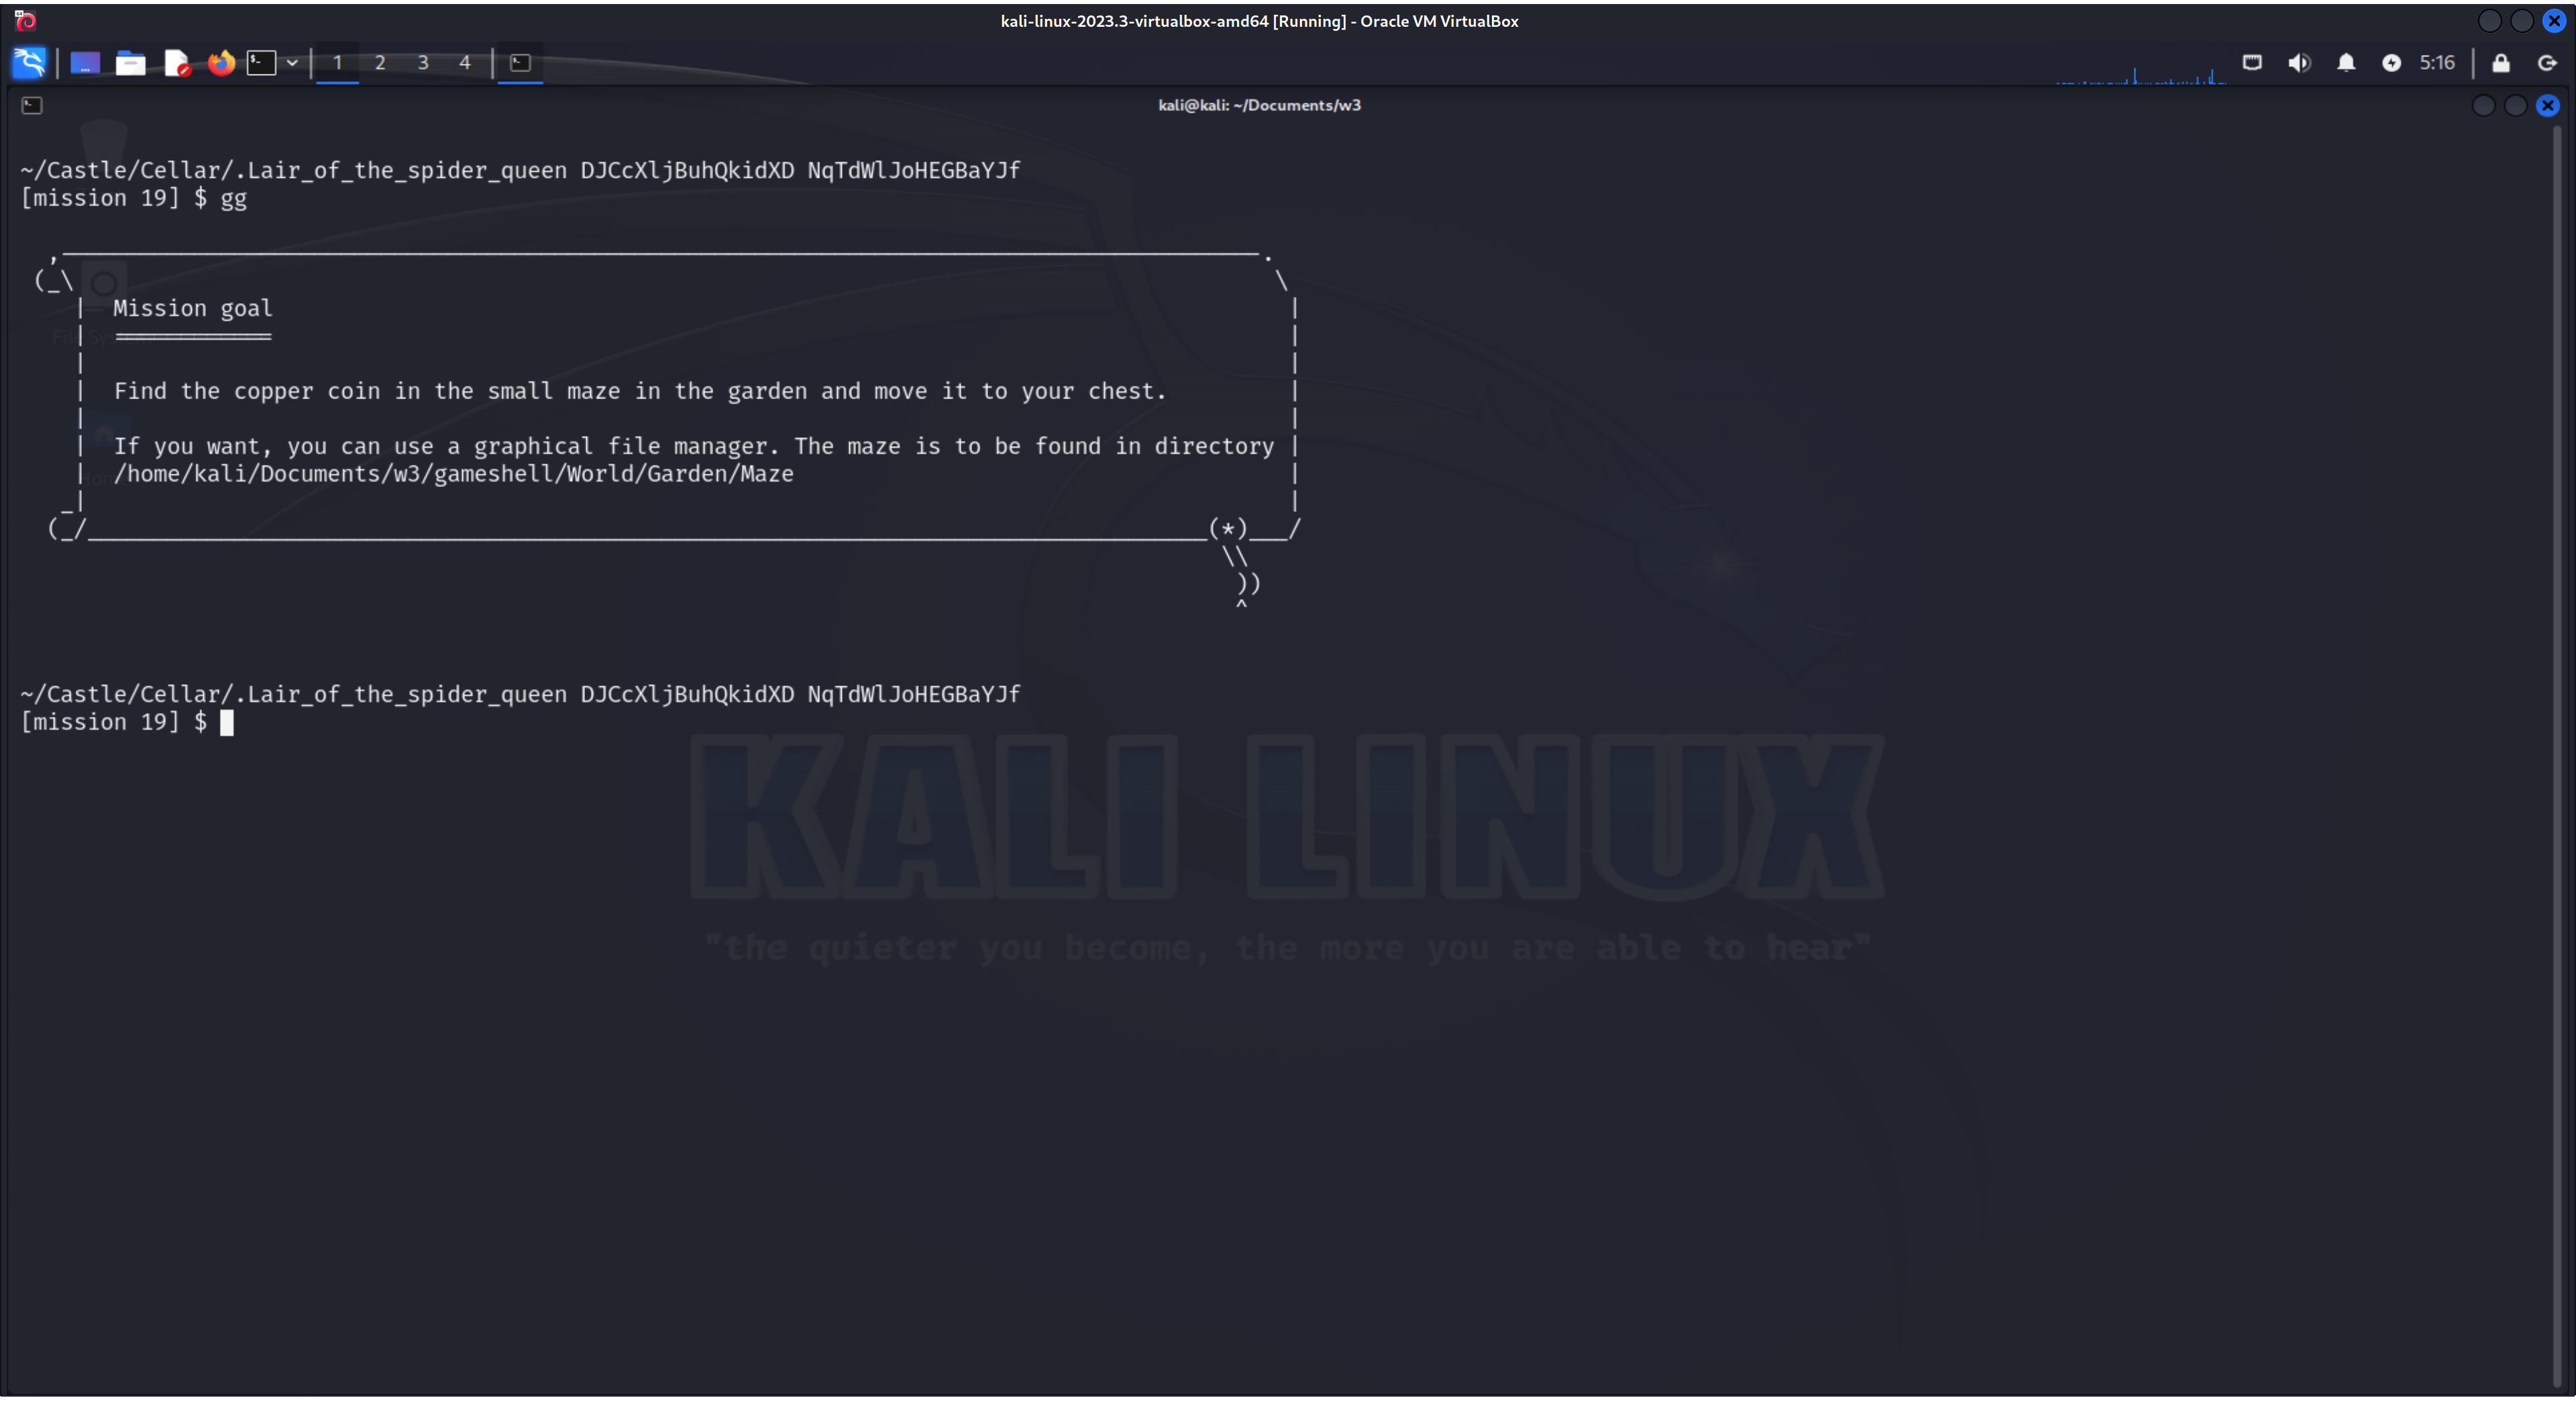 kali-linux-2023.3-virtualbox-amd64 [Running] - Oracle VM VirtualBox
1 2 3 4 5:16
kali@kali: ~/Documents/w3
~/Castle/Cellar/.Lair_of_the_spider_queen DJCcXljBuhQkidXD NqTdWlJoHEGBaYJf
[mission 19] $ gg
Mission goal
============
Find the copper coin in the small maze in the garden and move it to your chest.
If you want, you can use a graphical file manager. The maze is to be found in directory
/home/kali/Documents/w3/gameshell/World/Garden/Maze
~/Castle/Cellar/.Lair_of_the_spider_queen DJCcXljBuhQkidXD NqTdWlJoHEGBaYJf
[mission 19] $
KALI LINUX
"the quieter you become, the more you are able to hear"